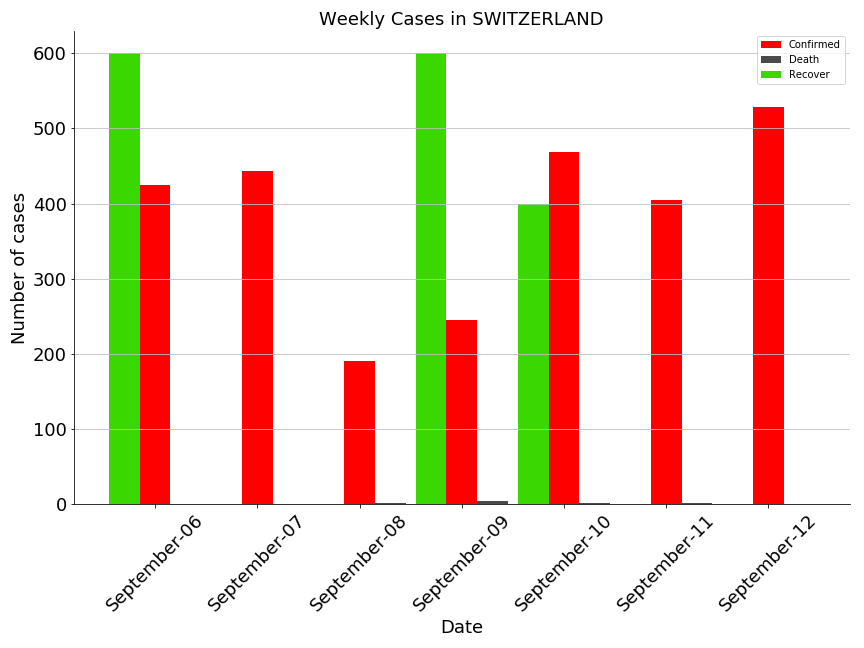 Weekly Cases in SWITZERLAND
Confirmed
Death
Recover
Number of cases
600
500
400
300
200
100
0
September-06
September-07
September-08
September-09
September-10
September-11
September-12
Date